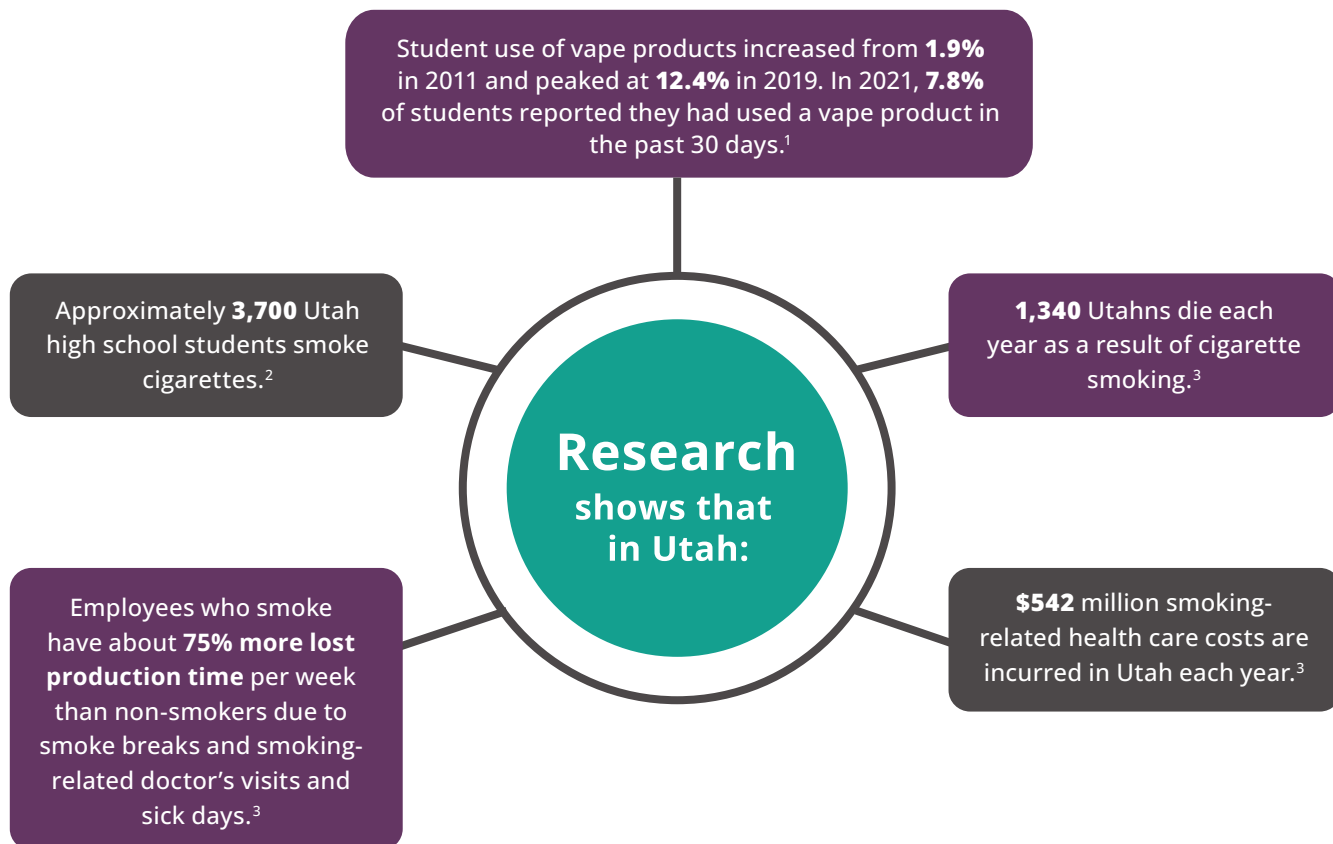 Student use of vape products increased from 1.9%
in 2011 and peaked at 12.4% in 2019. In 2021, 7.8%
of students reported they had used a vape product in
the past 30 days.1
Approximately 3,700 Utah
high school students smoke
cigarettes.2
1,340 Utahns die each
year as a result of cigarette
smoking.3
Research
shows that
in Utah:
Employees who smoke
have about 75% more lost
production time per week
than non-smokers due to
smoke breaks and smoking-
related doctor’s visits and
sick days.3
$542 million smoking-
related health care costs are
incurred in Utah each year.3